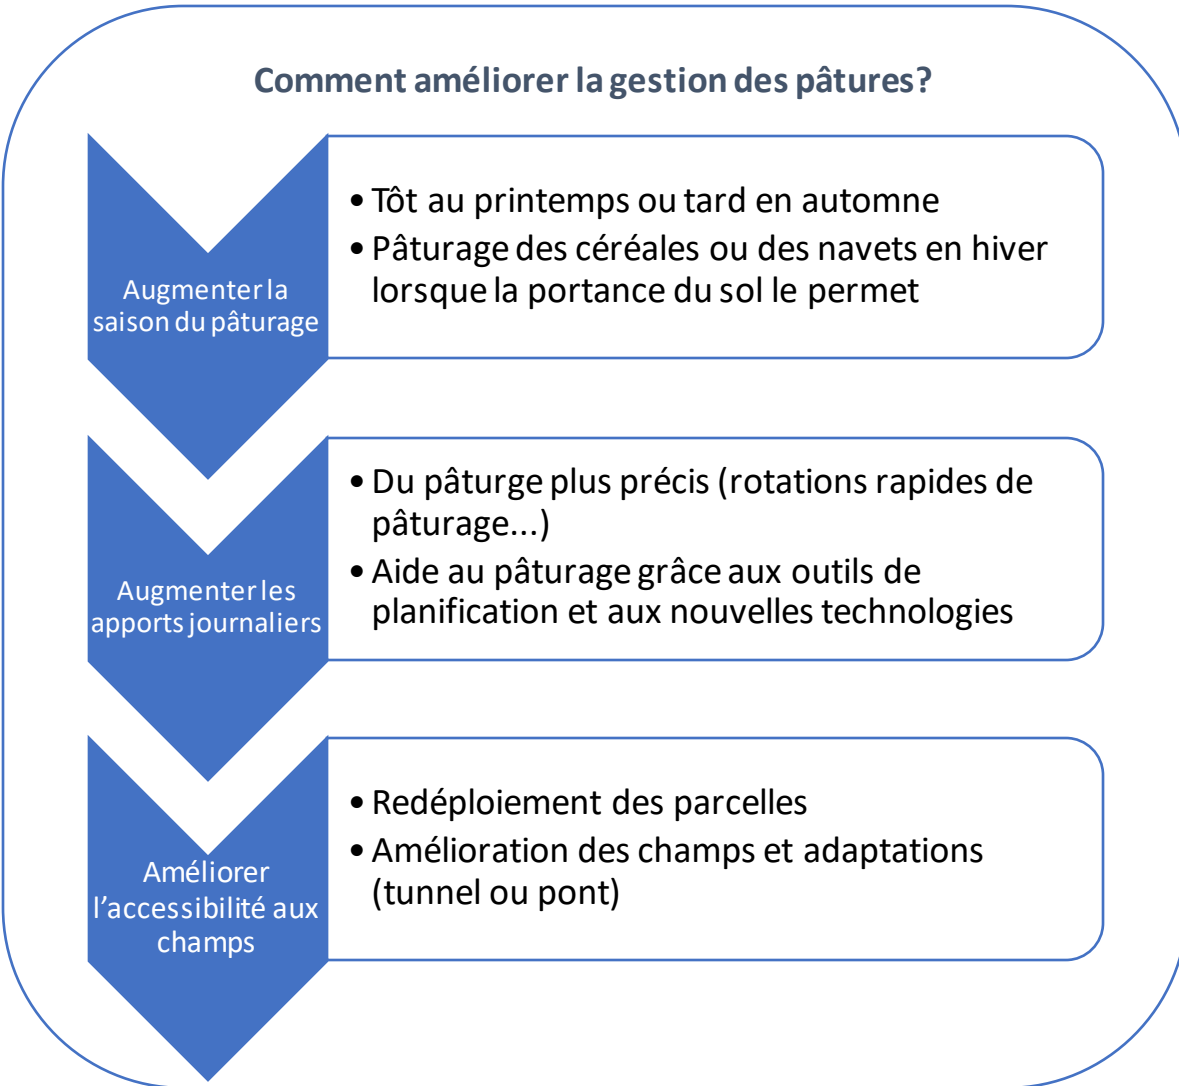 Comment améliorer la gestion des pâtures?
Augmenter la
saison du pâturage
• Tôt au printemps ou tard en automne
• Pâturage des céréales ou des navets en hiver
lorsque la portance du sol le permet
Augmenter les
apports journaliers
• Du pâturge plus précis (rotations rapides de
pâturage...)
• Aide au pâturage grâce aux outils de
planification et aux nouvelles technologies
Améliorer
l’accessibilité aux
champs
• Redéploiement des parcelles
• Amélioration des champs et adaptations
(tunnel ou pont)